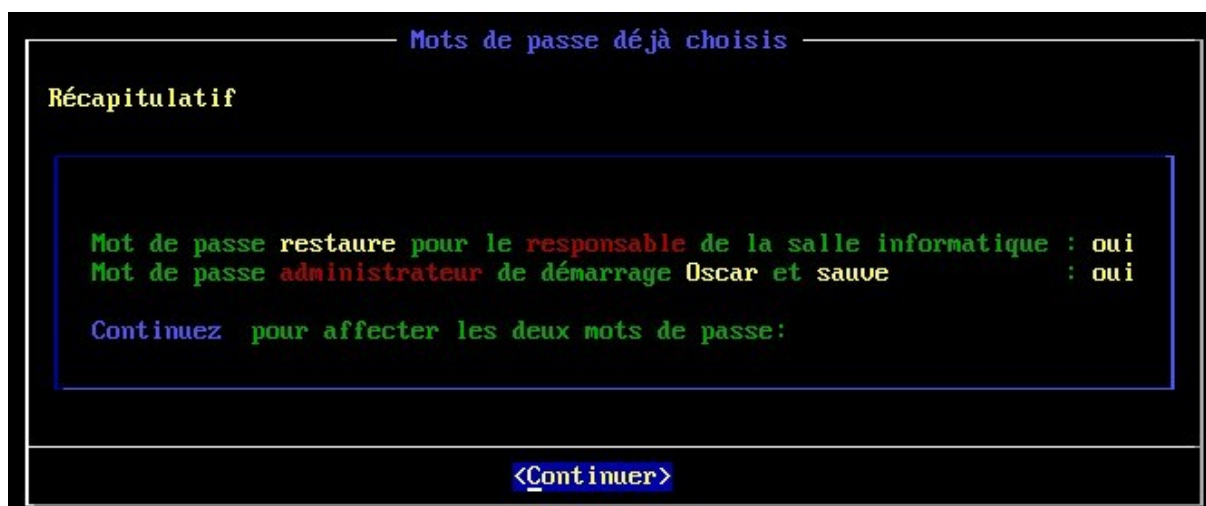 Mots de passe déjà choisis
Récapitulatif
Mot de passe restaure pour le responsable de la salle informatique : oui
Mot de passe administrateur de démarrage Oscar et sauve : oui
Continuez pour affecter les deux mots de passe:
<Continuer>